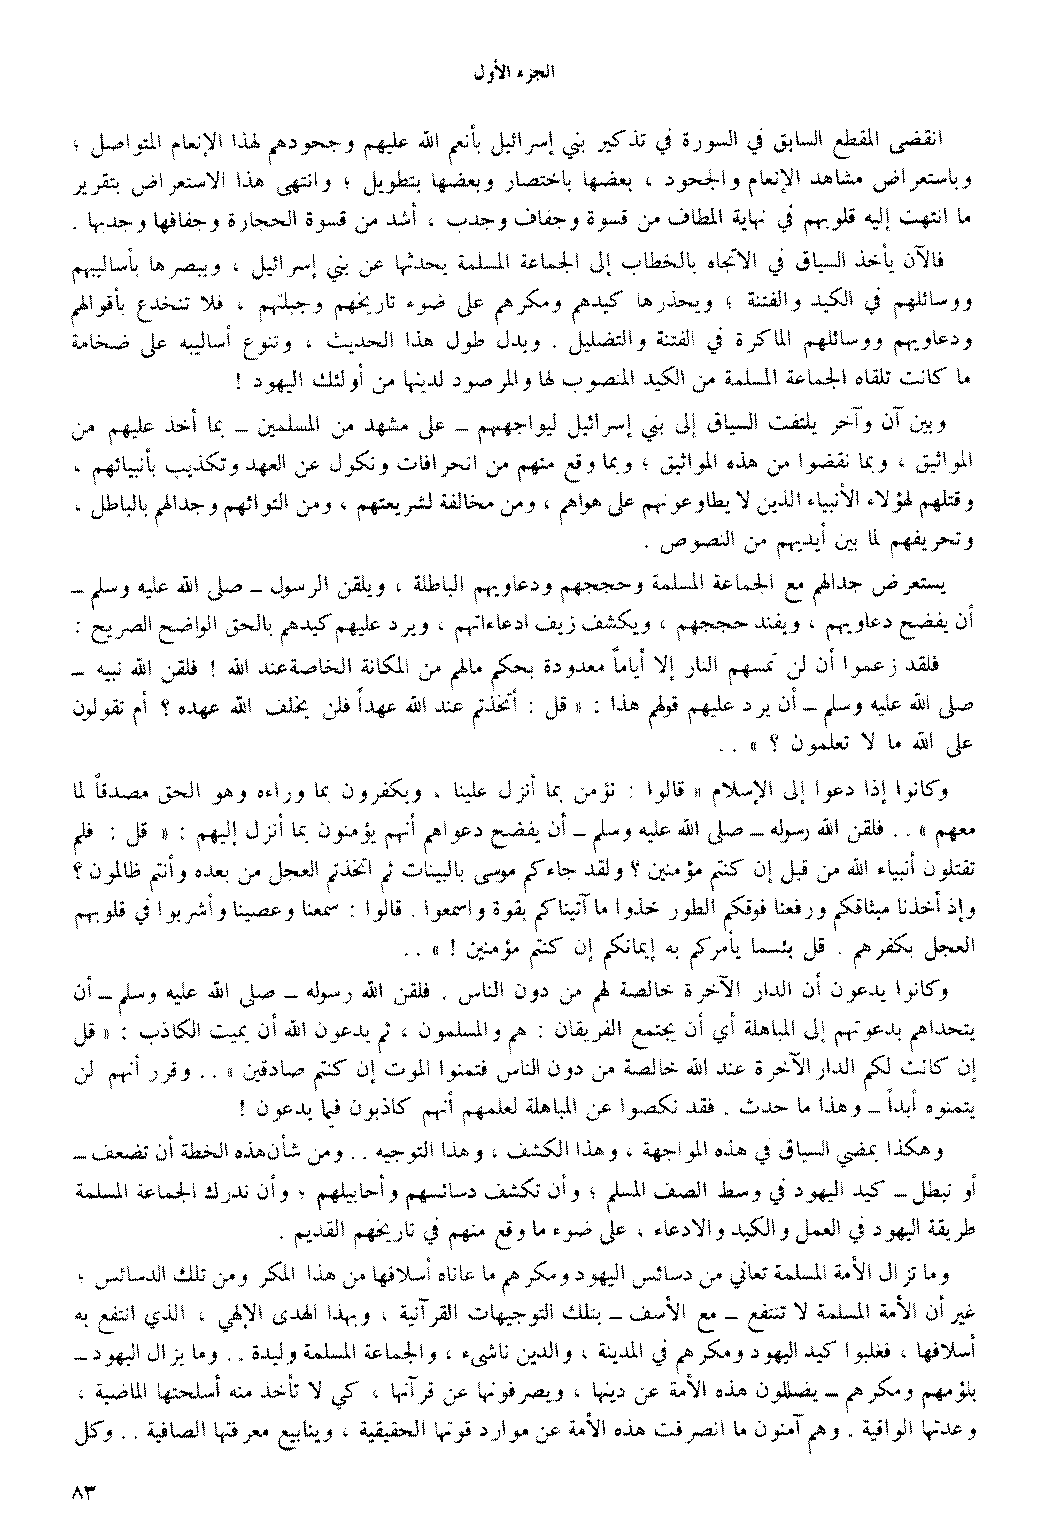 الجزء الأول
انقضى المقطع السابق في السورة في تذكير بني إسرائيل بأنعم الله عليهم وجحودهم لهذا الإنعام المتواصل ؛
وباستعراض مشاهد الإنعام والجحود ، بعضها باختصار وبعضها بتطويل ؛ وانتهى هذا الاستعراض بتقرير
ما انتهت إليه قلوبهم في نهاية المطاف من قسوة وجفاف وجدب ، أشد من قسوة الحجارة وجفافها وجدبها .
فالآن يأخذ السياق في الاتجاه بالخطاب إلى الجماعة المسلمة يحدثها عن بني إسرائيل ، ويبصرها بأساليبهم
ووسائلهم في الكيد والفتنة ؛ ويحذرها كيدهم ومكرهم على ضوء تاريخهم وجبلتهم ، فلا تنخدع بأقوالهم
ودعاويهم ووسائلهم الماكرة في الفتنة والتضليل . ويدل طول هذا الحديث ، وتنوع أساليبه على ضخامة
ما كانت تلقاه الجماعة المسلمة من الكيد المنصوب لها والمرصود لدينها من أولئك اليهود !
وبين آن وآخر يلتفت السياق إلى بني إسرائيل ليواجههم – على مشهد من المسلمين – بما أخذ عليهم من
المواثيق ، وبما نقضوا من هذه المواثيق ؛ وبما وقع منهم من انحرافات ونكول عن العهد وتكذيب بأنبيائهم ،
وقتلهم لهؤلاء الأنبياء الذين لا يطاوعونهم على هواهم ، ومن مخالفة لشريعتهم ، ومن التوائهم وجدالهم بالباطل ،
وتحريفهم لما بين أيديهم من النصوص .
يستعرض جدالهم مع الجماعة المسلمة وحججهم ودعاويهم الباطلة ، ويلقن الرسول – صلى الله عليه وسلم –
أن يفضح دعاويهم ، ويفند حججهم ، ويكشف زيف ادعاءاتهم ، ويرد عليهم كيدهم بالحق الواضح الصريح :
فلقد زعموا أن لن تمسهم النار إلا أياماً معدودة بحكم مالهم من المكانة الخاصة عند الله ! فلقن الله نبيه –
صلى الله عليه وسلم – أن يرد عليهم قولهم هذا : « قل : أتخذتم عند الله عهداً فلن يخلف الله عهده ؟ أم تقولون
على الله ما لا تعلمون ؟ » ..
وكانوا إذا دعوا إلى الإسلام « قالوا : نؤمن بما أنزل علينا ، ويكفرون بما وراءه وهو الحق مصدقاً لما
معهم » .. فلقن الله رسوله – صلى الله عليه وسلم – أن يفضح دعواهم أنهم يؤمنون بما أنزل إليهم : « قل : فلم
تقتلون أنبياء الله من قبل إن كنتم مؤمنين ؟ ولقد جاءكم موسى بالبينات ثم اتخذتم العجل من بعده وأنتم ظالمون ؟
وإذ أخذنا ميثاقكم ورفعنا فوقكم الطور خذوا ما آتيناكم بقوة واسمعوا . قالوا : سمعنا وعصينا وأشربوا في قلوبهم
العجل بكفرهم . قل بئسما يأمركم به إيمانكم إن كنتم مؤمنين ! » ..
وكانوا يدعون أن الدار الآخرة خالصة لهم من دون الناس . فلقن الله رسوله – صلى الله عليه وسلم – أن
يتحداهم بدعوتهم إلى المباهلة أي أن يجتمع الفريقان : هم والمسلمون ، ثم يدعون الله أن يميت الكاذب : « قل
إن كانت لكم الدار الآخرة عند الله خالصة من دون الناس فتمنوا الموت إن كنتم صادقين » .. وقرر أنهم لن
يتمنوه أبداً – وهذا ما حدث . فقد نكصوا عن المباهلة لعلمهم أنهم كاذبون فيما يدعون !
وهكذا يمضي السياق في هذه المواجهة ، وهذا الكشف ، وهذا التوجيه .. ومن شأن هذه الخطة أن تضعف –
أو تبطل – كيد اليهود في وسط الصف المسلم ؛ وأن تكشف دسائسهم وأحابيلهم ؛ وأن تدرك الجماعة المسلمة
طريقة اليهود في العمل والكيد والادعاء ، على ضوء ما وقع منهم في تاريخهم القديم .
وما تزال الأمة المسلمة تعاني من دسائس اليهود ومكرهم ما عاناه أسلافها من هذا المكر ومن تلك الدسائس ؛
غير أن الأمة المسلمة لا تنتفع – مع الأسف – بتلك التوجيهات القرآنية ، وبهذا الهدى الإلهي ، الذي انتفع به
أسلافها ، فغلبوا كيد اليهود ومكرهم في المدينة ، والدين ناشىء ، والجماعة المسلمة وليدة .. وما يزال اليهود –
بلؤمهم ومكرهم – يضللون هذه الأمة عن دينها ، ويصرفونها عن قرآنها ، كي لا تأخذ منه أسلحتها الماضية ،
وعدتها الواقية . وهم آمنون ما انصرفت هذه الأمة عن موارد قوتها الحقيقية ، وينابيع معرفتها الصافية .. وكل
٨٣